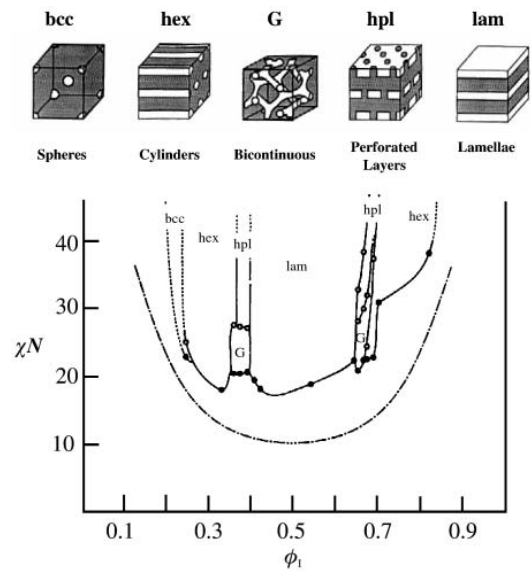 bcc hex G hpl lam
Spheres Cylinders Bicontinuous Perforated Layers Lamellae
hpl
hex
bcc
hex
hpl
lam
G
G
40
30
20
10
χN
0.1 0.3 0.5 0.7 0.9
ϕI